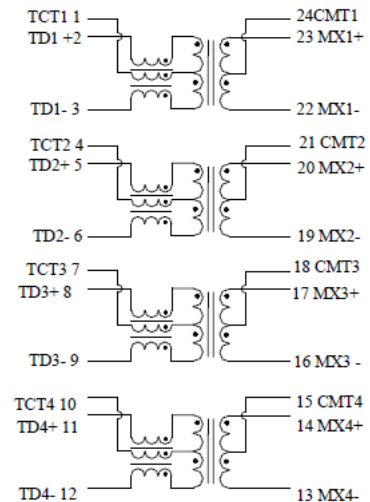 TCT1 1 24CMT1
TD1 +2 23 MX1+
TD1- 3 22 MX1-
TCT2 4 21 CMT2
TD2+ 5 20 MX2+
TD2- 6 19 MX2-
TCT3 7 18 CMT3
TD3+ 8 17 MX3+
TD3- 9 16 MX3 -
TCT4 10 15 CMT4
TD4+ 11 14 MX4+
TD4- 12 13 MX4-